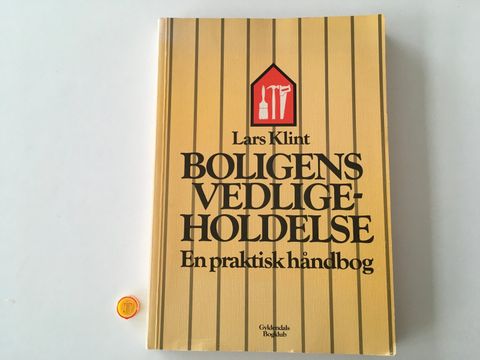 Lars Klint
BOLIGENS
VEDLIGE-
HOLDELSE
En praktisk håndbog
Gyldendals
Bogklub